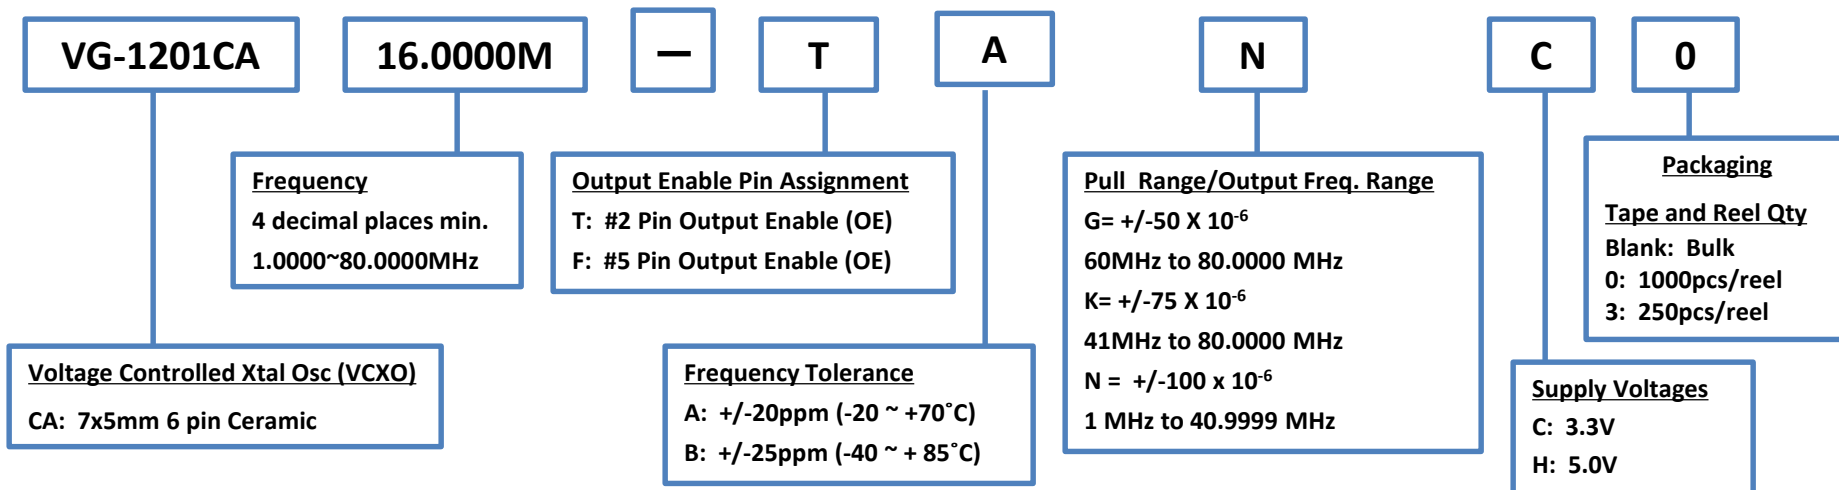 VG-1201CA 16.0000M — T A N C 0
Frequency
4 decimal places min.
1.0000~80.0000MHz
Output Enable Pin Assignment
T: #2 Pin Output Enable (OE)
F: #5 Pin Output Enable (OE)
Pull Range/Output Freq. Range
G= +/-50 X 10⁻⁶
60MHz to 80.0000 MHz
K= +/-75 X 10⁻⁶
41MHz to 80.0000 MHz
N = +/-100 x 10⁻⁶
1 MHz to 40.9999 MHz
Packaging
Tape and Reel Qty
Blank: Bulk
0: 1000pcs/reel
3: 250pcs/reel
Voltage Controlled Xtal Osc (VCXO)
CA: 7x5mm 6 pin Ceramic
Frequency Tolerance
A: +/-20ppm (-20 ~ +70˚C)
B: +/-25ppm (-40 ~ + 85˚C)
Supply Voltages
C: 3.3V
H: 5.0V